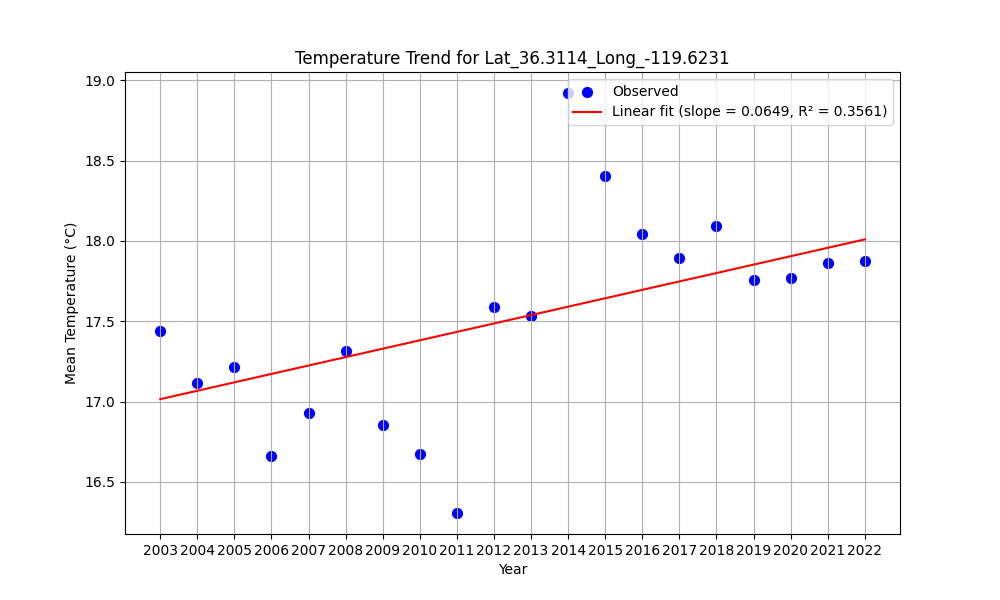 Temperature Trend for Lat_36.3114_Long_-119.6231
Observed
Linear fit (slope = 0.0649, R² = 0.3561)
19.0
18.5
18.0
17.5
17.0
16.5
Mean Temperature (°C)
2003 2004 2005 2006 2007 2008 2009 2010 2011 2012 2013 2014 2015 2016 2017 2018 2019 2020 2021 2022
Year